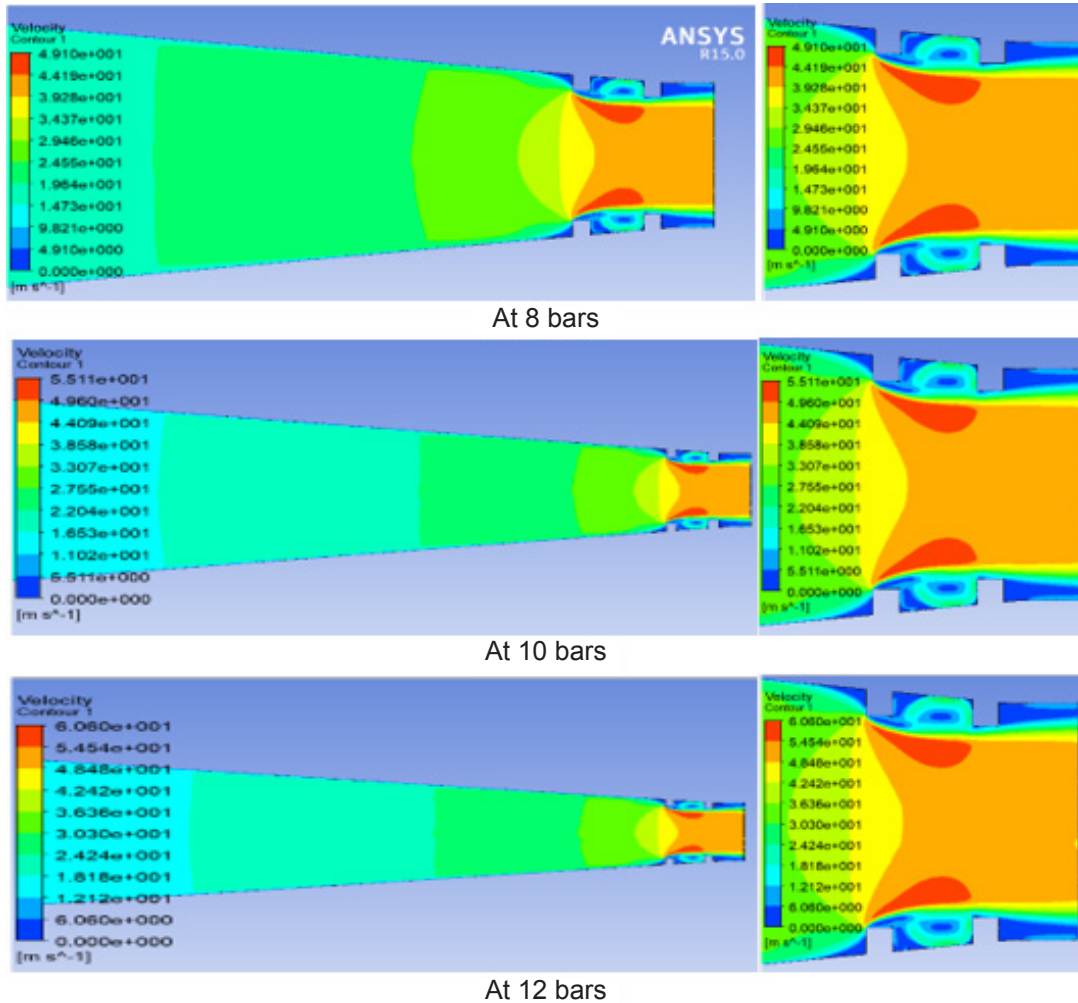 Velocity
Contour 1
4.910e+001
4.419e+001
3.928e+001
3.437e+001
2.946e+001
2.455e+001
1.964e+001
1.473e+001
9.821e+000
4.910e+000
0.000e+000
[m s^-1]
ANSYS
R15.0
Velocity
Contour 1
4.910e+001
4.419e+001
3.928e+001
3.437e+001
2.946e+001
2.455e+001
1.964e+001
1.473e+001
9.821e+000
4.910e+000
0.000e+000
[m s^-1]
At 8 bars
Velocity
Contour 1
5.511e+001
4.960e+001
4.409e+001
3.858e+001
3.307e+001
2.755e+001
2.204e+001
1.653e+001
1.102e+001
5.511e+000
0.000e+000
[m s^-1]
Velocity
Contour 1
5.511e+001
4.960e+001
4.409e+001
3.858e+001
3.307e+001
2.755e+001
2.204e+001
1.653e+001
1.102e+001
5.511e+000
0.000e+000
[m s^-1]
At 10 bars
Velocity
Contour 1
6.060e+001
5.454e+001
4.848e+001
4.242e+001
3.636e+001
3.030e+001
2.424e+001
1.818e+001
1.212e+001
6.060e+000
0.000e+000
[m s^-1]
Velocity
Contour 1
6.060e+001
5.454e+001
4.848e+001
4.242e+001
3.636e+001
3.030e+001
2.424e+001
1.818e+001
1.212e+001
6.060e+000
0.000e+000
[m s^-1]
At 12 bars